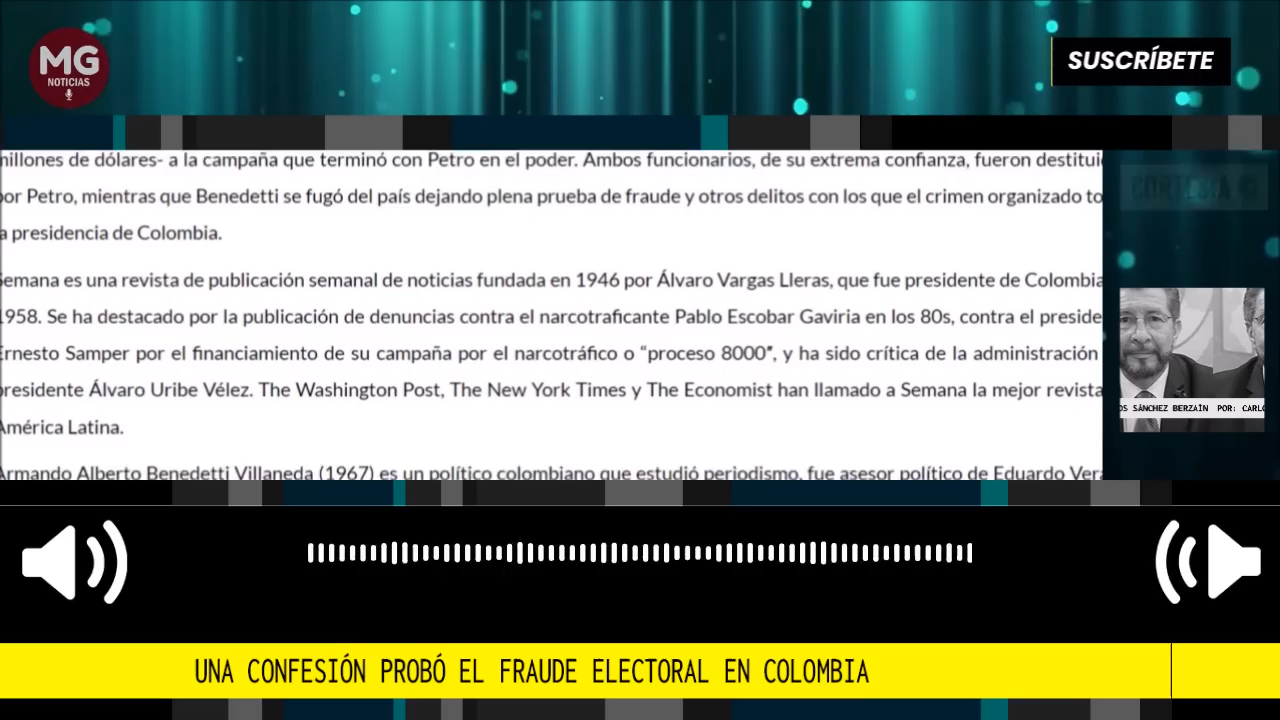 MG
NOTICIAS
SUSCRÍBETE
millones de dólares- a la campaña que terminó con Petro en el poder. Ambos funcionarios, de su extrema confianza, fueron destitui
por Petro, mientras que Benedetti se fugó del país dejando plena prueba de fraude y otros delitos con los que el crimen organizado to
a presidencia de Colombia.
Semana es una revista de publicación semanal de noticias fundada en 1946 por Álvaro Vargas Lleras, que fue presidente de Colombia
1958. Se ha destacado por la publicación de denuncias contra el narcotraficante Pablo Escobar Gaviria en los 80s, contra el preside
Ernesto Samper por el financiamiento de su campaña por el narcotráfico o “proceso 8000”, y ha sido crítica de la administración
presidente Álvaro Uribe Vélez. The Washington Post, The New York Times y The Economist han llamado a Semana la mejor revista
América Latina.
Armando Alberto Benedetti Villaneda (1967) es un político colombiano que estudió periodismo, fue asesor político de Eduardo Vera
CORTESIA
OS SÁNCHEZ BERZAÍN POR: CARLO
UNA CONFESIÓN PROBÓ EL FRAUDE ELECTORAL EN COLOMBIA